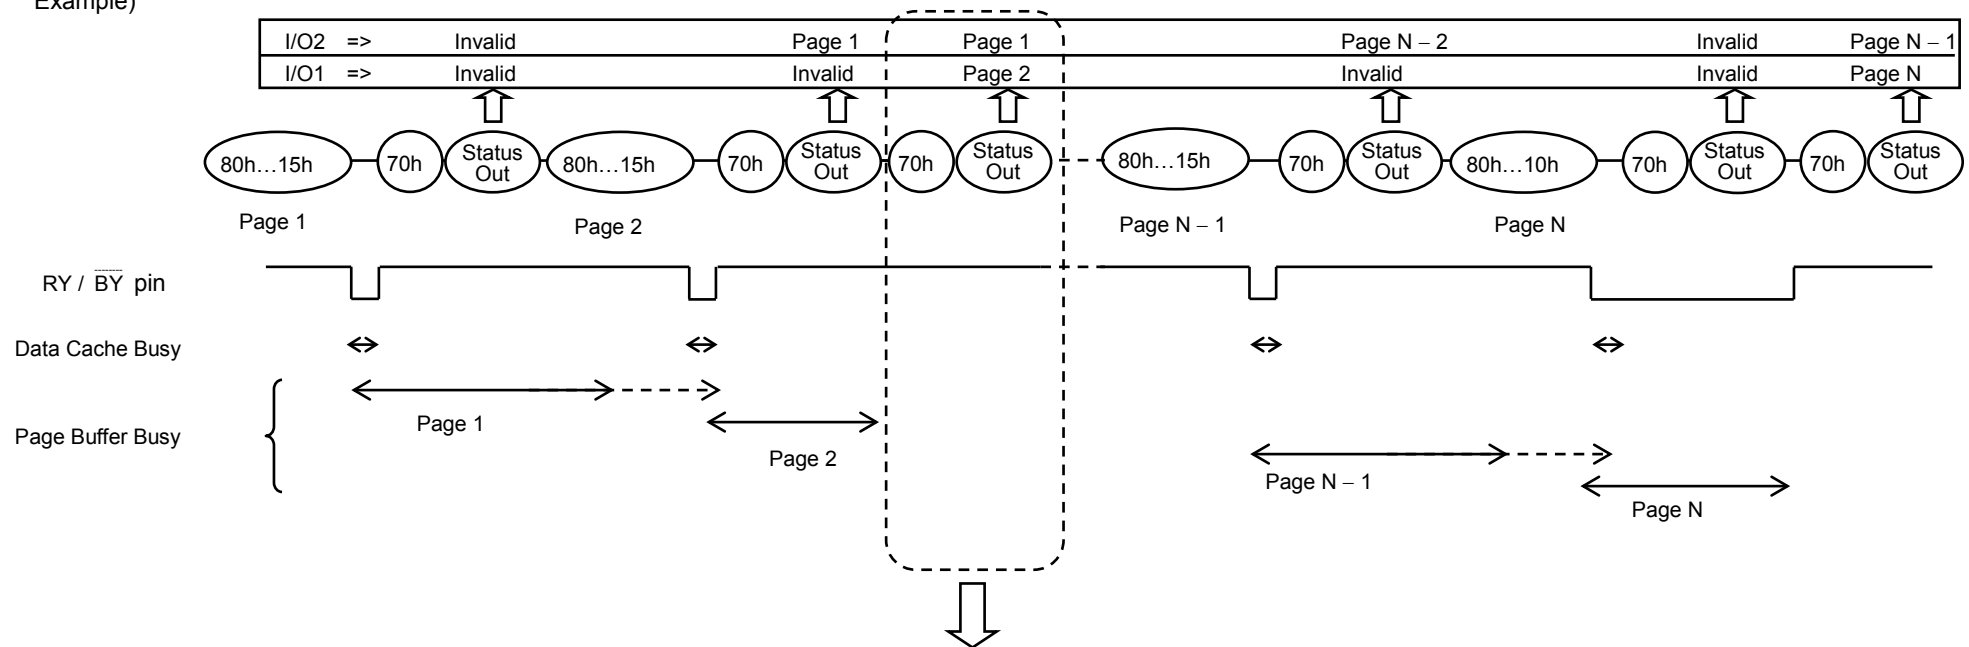 Example)
I/O2 => Invalid Page 1 Page 1 Page N − 2 Invalid Page N − 1
I/O1 => Invalid Invalid Page 2 Invalid Invalid Page N
80h…15h 70h Status Out 80h…15h 70h Status Out 70h Status Out 80h…15h 70h Status Out 80h…10h 70h Status Out 70h Status Out
Page 1 Page 2 Page N − 1 Page N
RY / BY pin
Data Cache Busy
Page Buffer Busy
Page 1
Page 2
Page N − 1
Page N